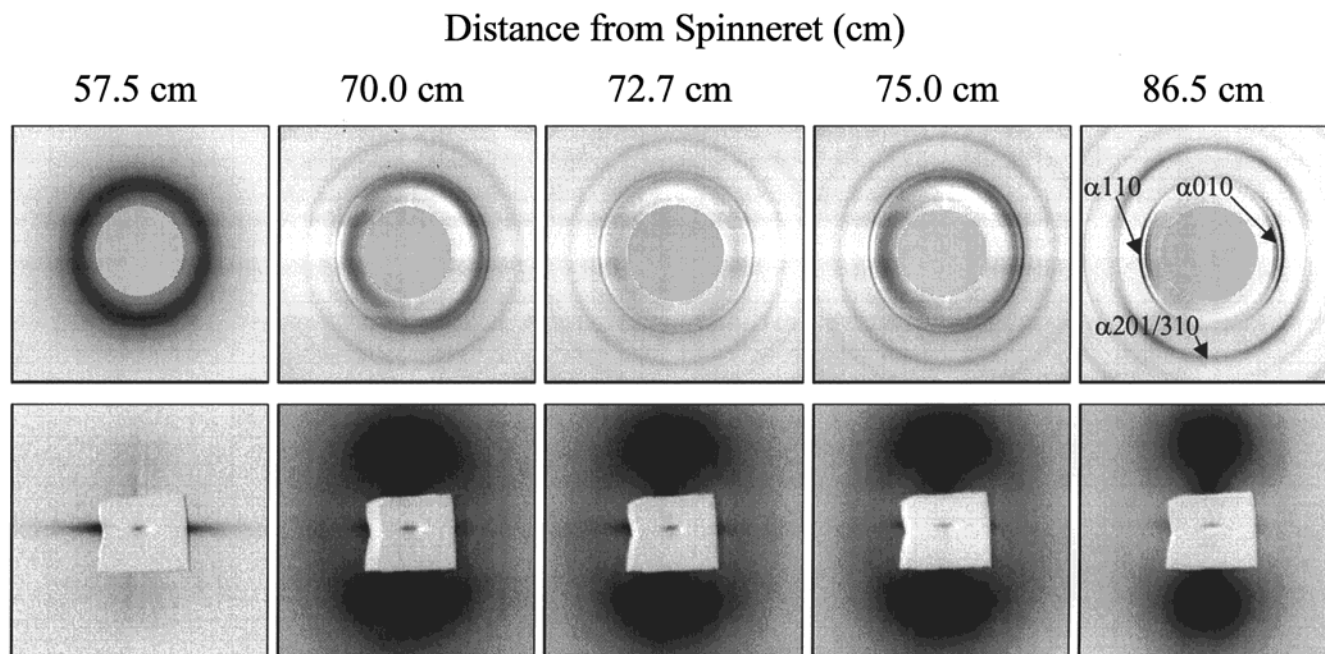 Distance from Spinneret (cm)
57.5 cm 70.0 cm 72.7 cm 75.0 cm 86.5 cm
α110 α010
α201/310